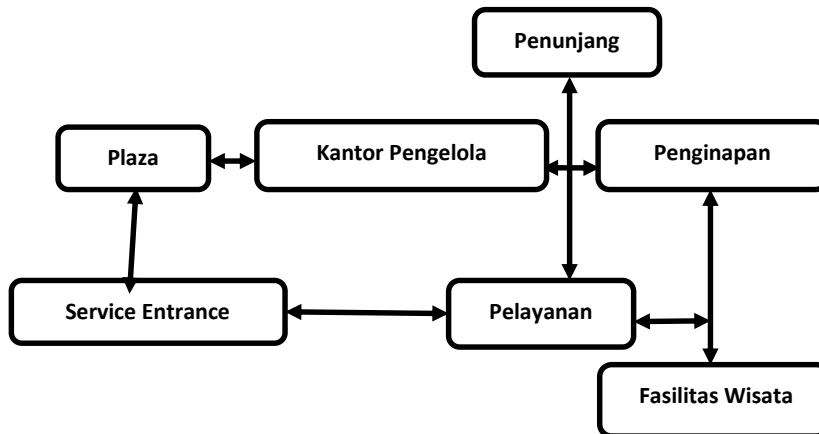 Penunjang
Plaza
Kantor Pengelola
Penginapan
Service Entrance
Pelayanan
Fasilitas Wisata